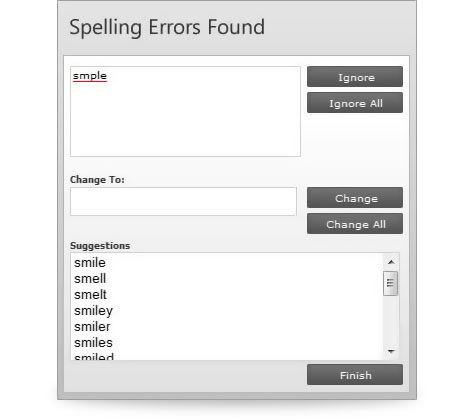 Spelling Errors Found
smple
Ignore
Ignore All
Change To:
Change
Change All
Suggestions
smile
smell
smelt
smiley
smiler
smiles
smiled
Finish